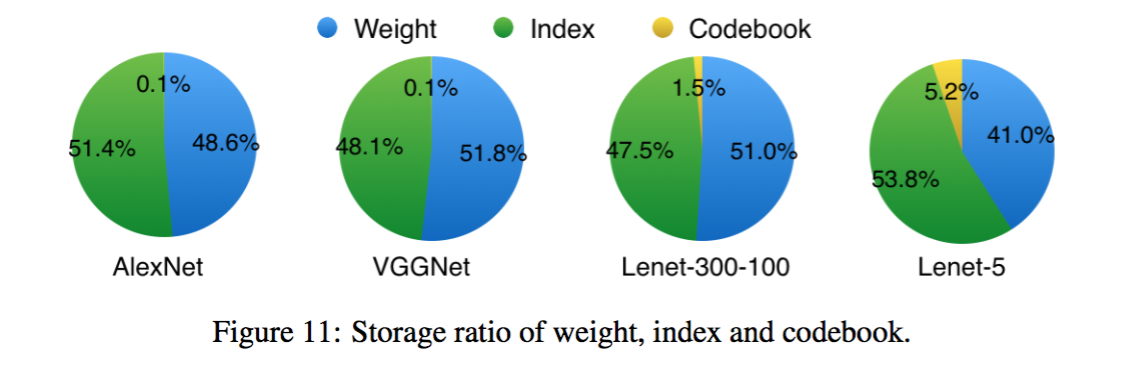 Weight Index Codebook
0.1% 0.1% 1.5% 5.2%
51.4% 48.6% 48.1% 51.8% 47.5% 51.0% 53.8% 41.0%
AlexNet VGGNet Lenet-300-100 Lenet-5
Figure 11: Storage ratio of weight, index and codebook.